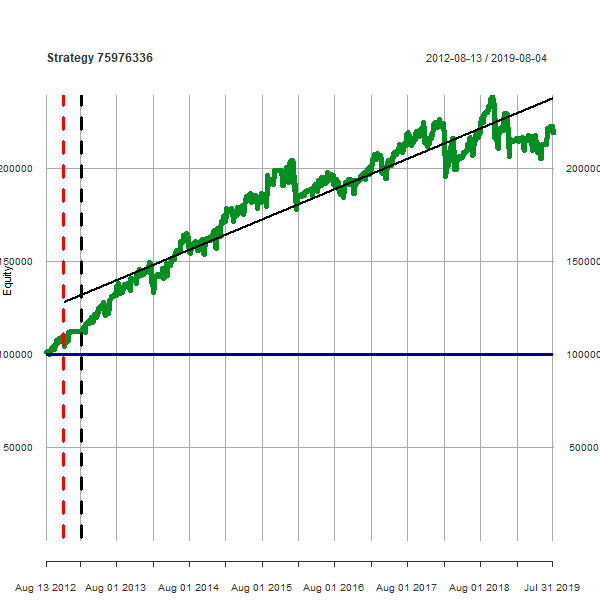 Strategy 75976336
2012-08-13 / 2019-08-04
200000
200000
150000
150000
Equity
100000
100000
50000
50000
Aug 13 2012
Aug 01 2013
Aug 01 2014
Aug 01 2015
Aug 01 2016
Aug 01 2017
Aug 01 2018
Jul 31 2019